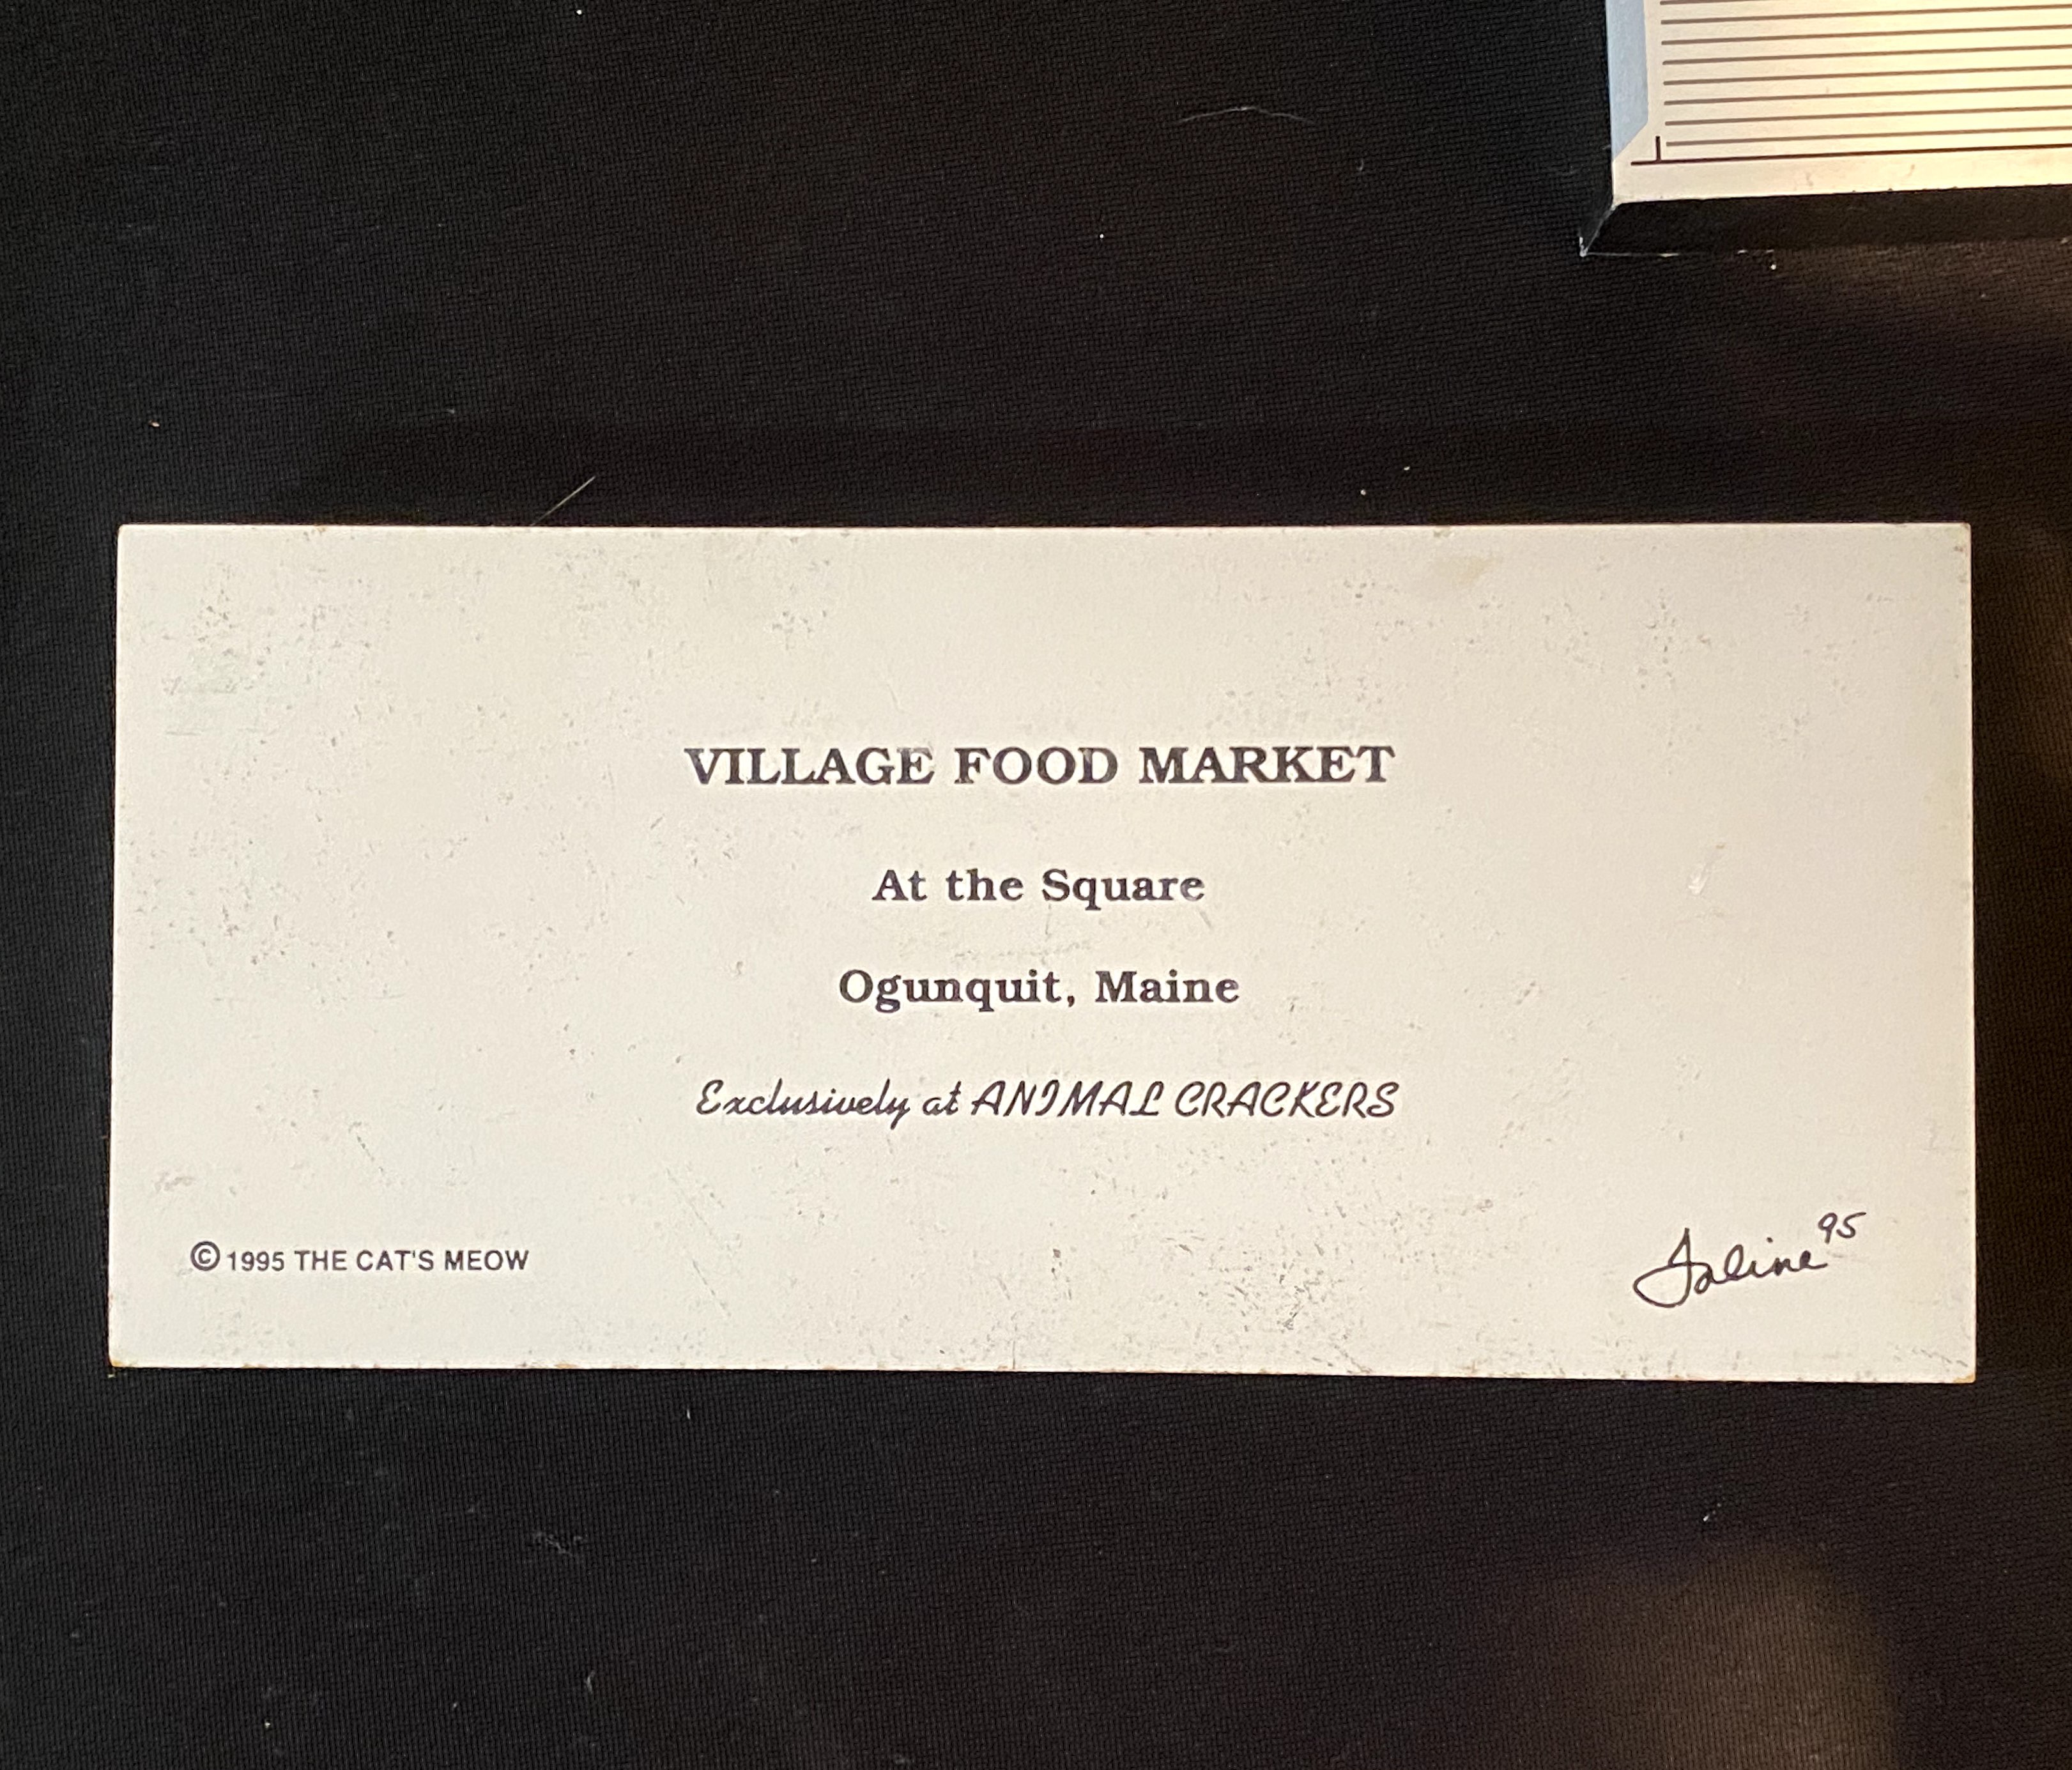 VILLAGE FOOD MARKET
At the Square
Ogunquit, Maine
Exclusively at ANIMAL CRACKERS
© 1995 THE CAT'S MEOW
Faline 95